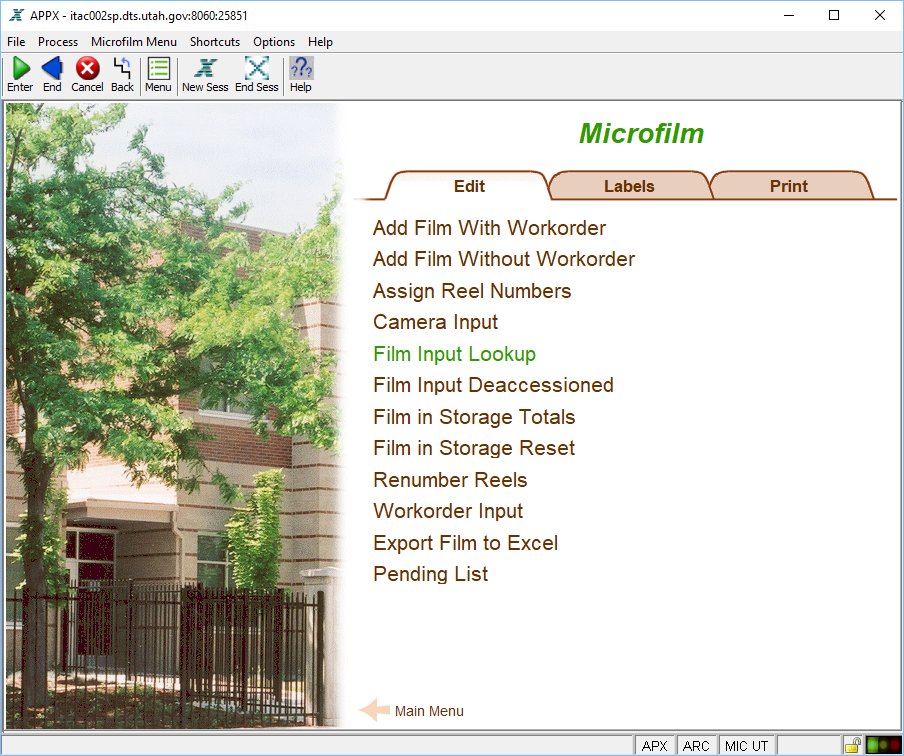 APPX - itac002sp.dts.utah.gov:8060:25851
File Process Microfilm Menu Shortcuts Options Help
Enter End Cancel Back Menu New Sess End Sess Help
Microfilm
Edit Labels Print
Add Film With Workorder
Add Film Without Workorder
Assign Reel Numbers
Camera Input
Film Input Lookup
Film Input Deaccessioned
Film in Storage Totals
Film in Storage Reset
Renumber Reels
Workorder Input
Export Film to Excel
Pending List
Main Menu
APX ARC MIC UT